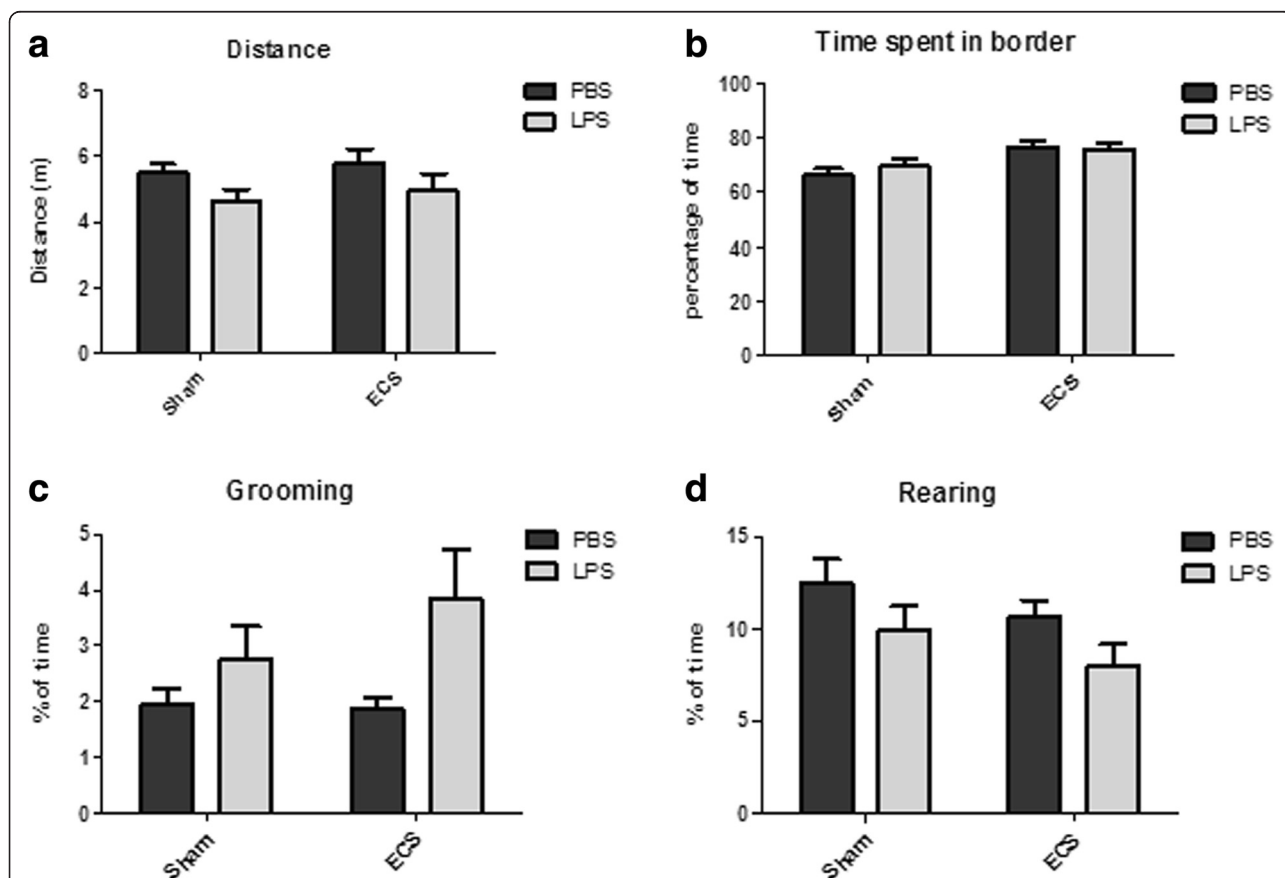 a
Distance
PBS
LPS
Distance (m)
8
6
4
2
0
Sham
ECS
b
Time spent in border
PBS
LPS
percentage of time
100
80
60
40
20
0
Sham
ECS
c
Grooming
PBS
LPS
% of time
5
4
3
2
1
0
Sham
ECS
d
Rearing
PBS
LPS
% of time
15
10
5
0
Sham
ECS